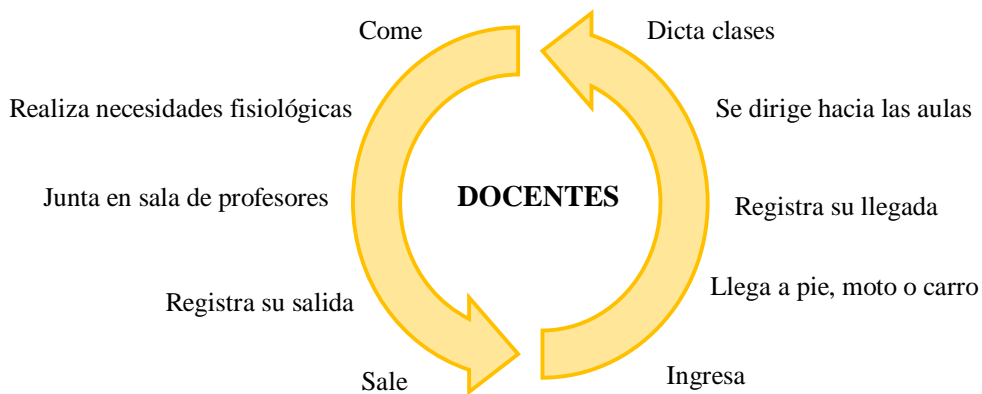 Come
Dicta clases
Realiza necesidades fisiológicas
Se dirige hacia las aulas
Junta en sala de profesores
DOCENTES
Registra su llegada
Registra su salida
Llega a pie, moto o carro
Sale
Ingresa